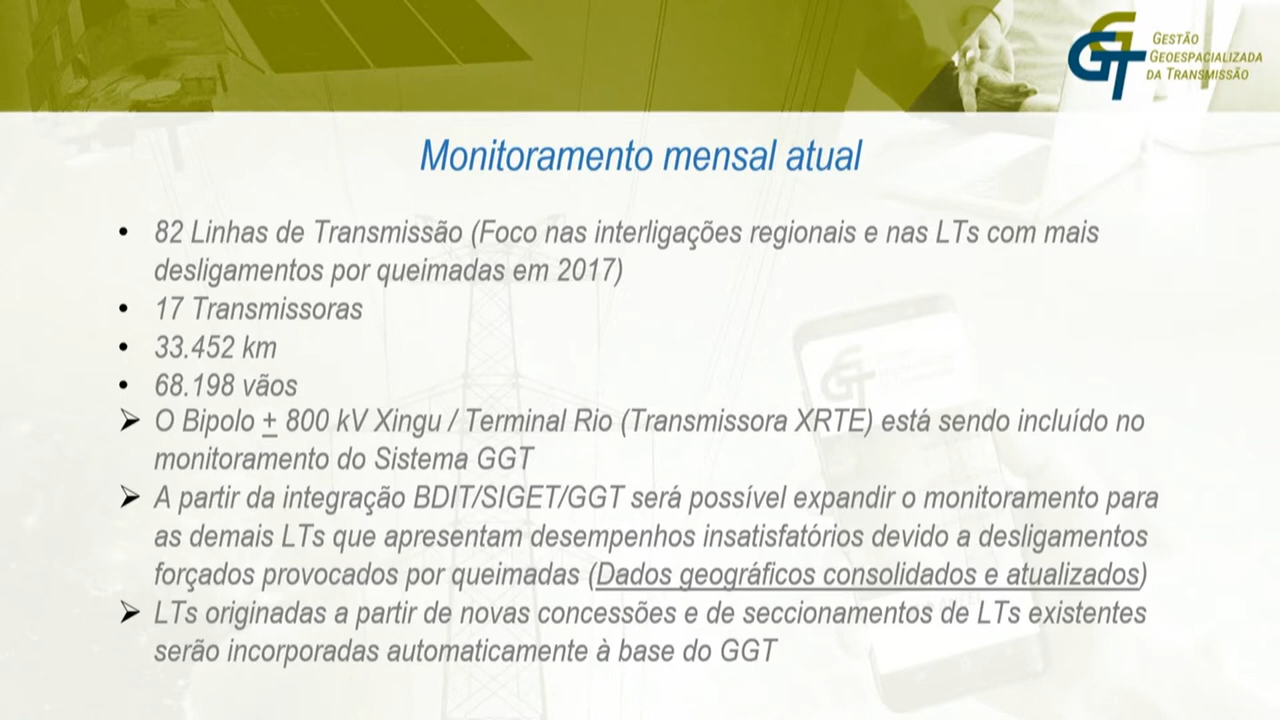 GESTÃO
GEOESPACIALIZADA
DA TRANSMISSÃO
Monitoramento mensal atual
• 82 Linhas de Transmissão (Foco nas interligações regionais e nas LTs com mais
desligamentos por queimadas em 2017)
• 17 Transmissoras
• 33.452 km
• 68.198 vãos
➢ O Bipolo ± 800 kV Xingu / Terminal Rio (Transmissora XRTE) está sendo incluído no
monitoramento do Sistema GGT
➢ A partir da integração BDIT/SIGET/GGT será possível expandir o monitoramento para
as demais LTs que apresentam desempenhos insatisfatórios devido a desligamentos
forçados provocados por queimadas (Dados geográficos consolidados e atualizados)
➢ LTs originadas a partir de novas concessões e de seccionamentos de LTs existentes
serão incorporadas automaticamente à base do GGT